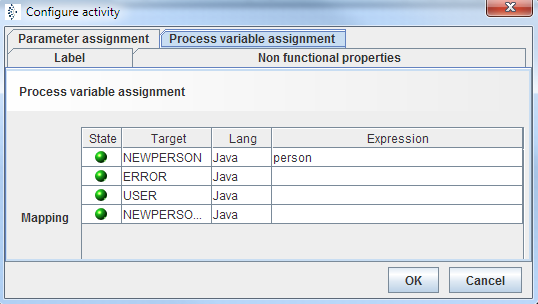 Configure activity
Parameter assignment Process variable assignment
Label Non functional properties
Process variable assignment
State Target Lang Expression
NEWPERSON Java person
ERROR Java
USER Java
NEWPERSO... Java
Mapping
OK Cancel